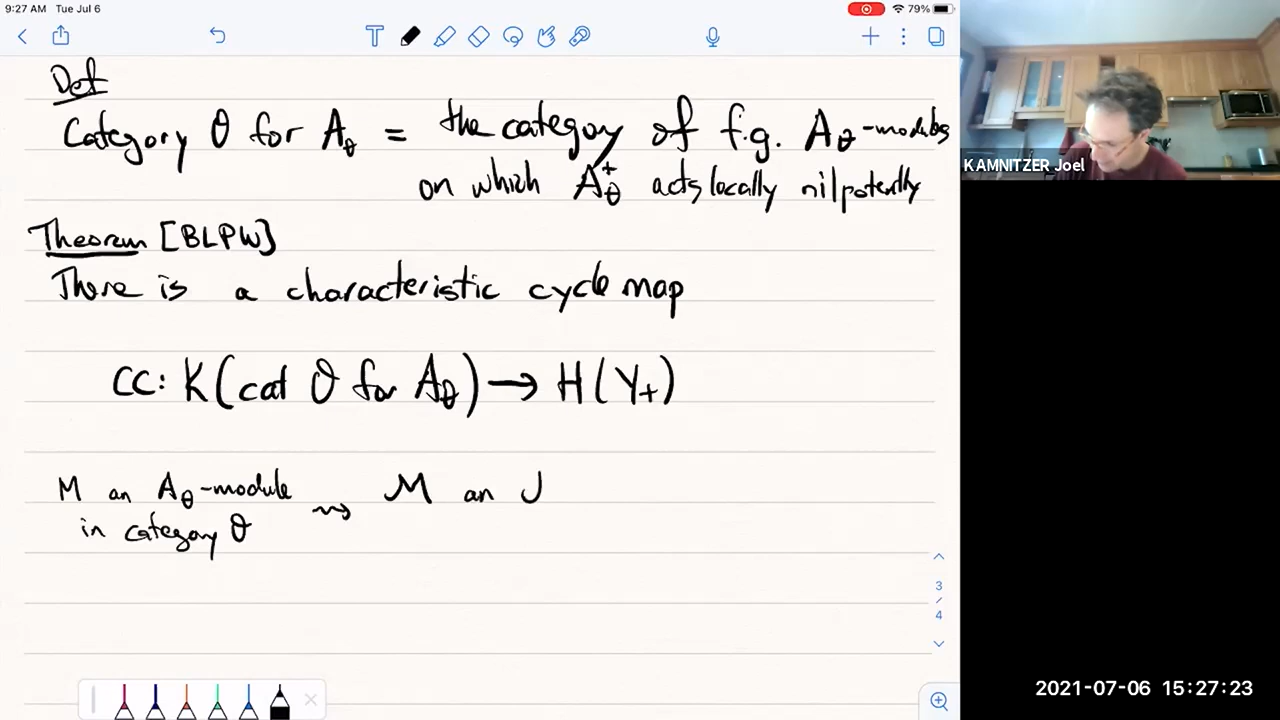 9:27 AM Tue Jul 6
79%
Def
Category O for A_θ = the category of f.g. A_θ-modules
on which A_θ^+ acts locally nilpotently
Theorem [BLPW]
There is a characteristic cycle map
CC: K(cat O for A_θ) → H(Y_+)
M an A_θ-module ⇝ M an
in category O
3
/
4
KAMNITZER Joel
2021-07-06 15:27:23